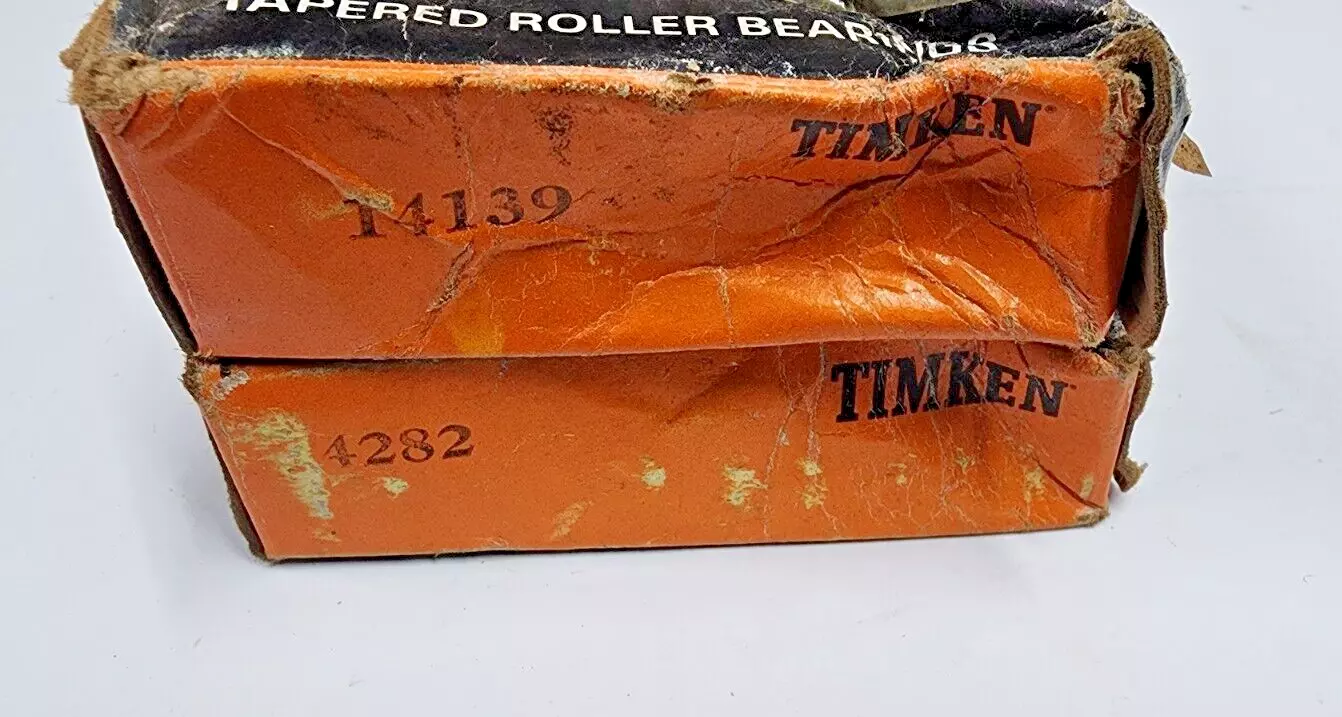 TAPERED ROLLER BEARINGS
TIMKEN
14139
TIMKEN
4282